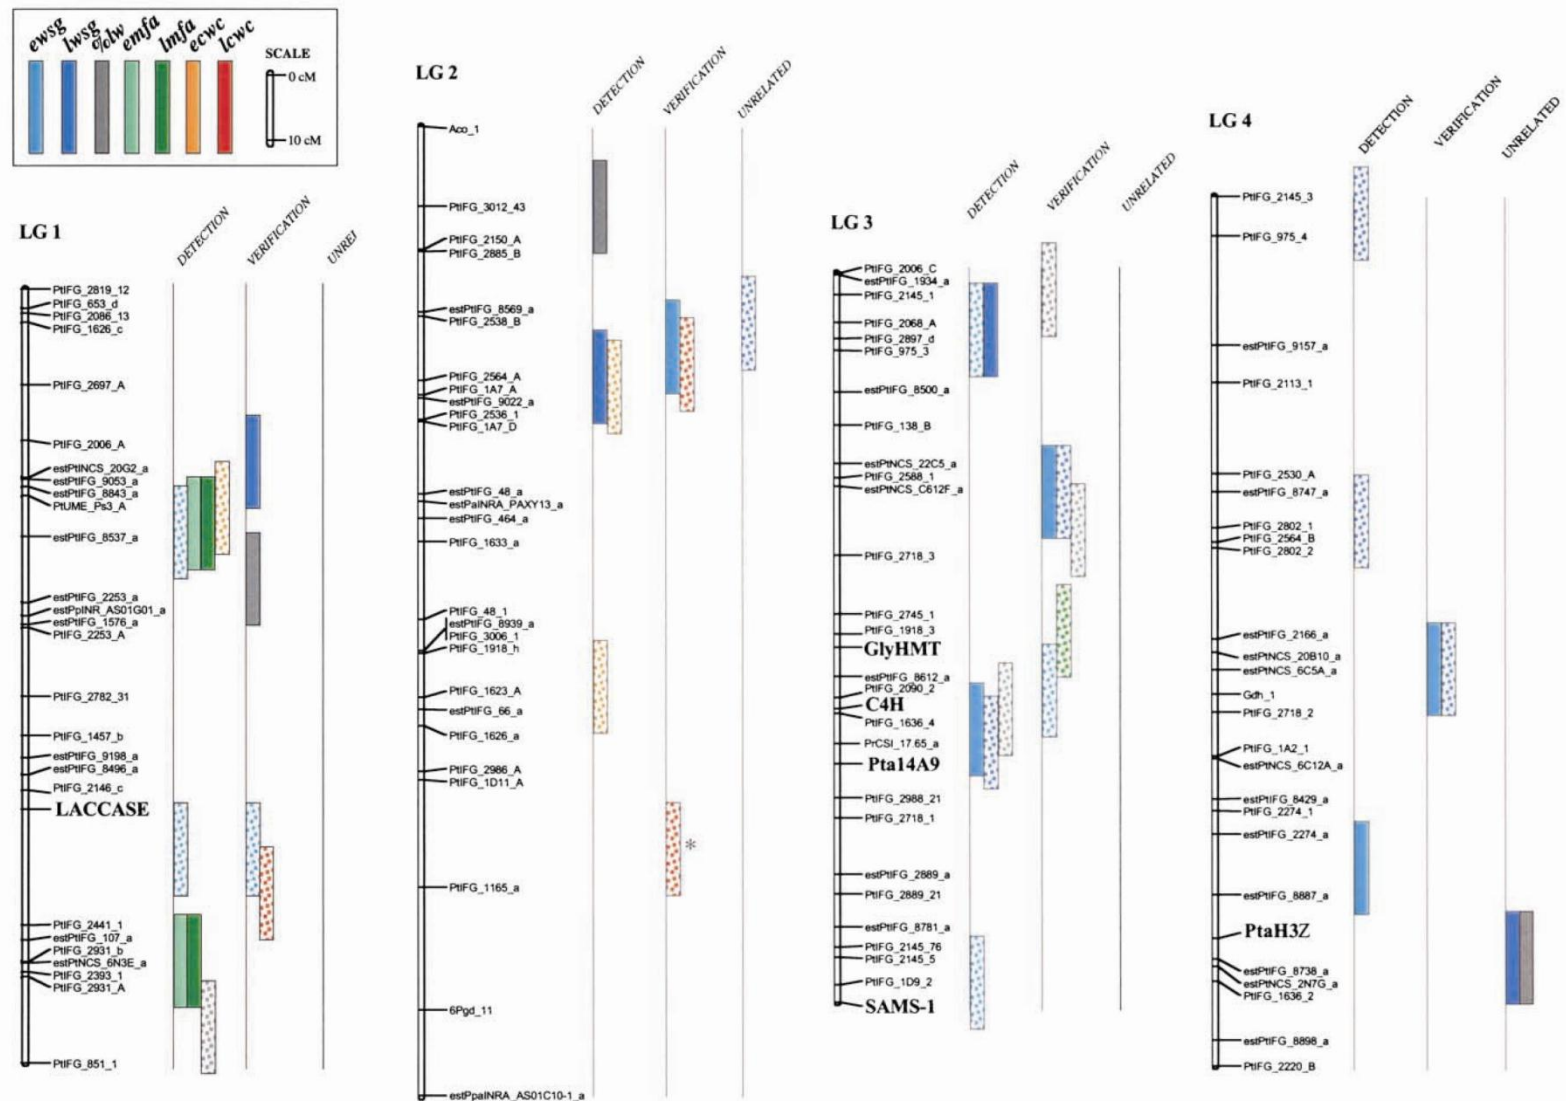 ewsg
lwsg
%lw
emfa
lmfa
ecwc
lcwc
SCALE
0 cM
10 cM
LG 1
DETECTION
VERIFICATION
UNREI
PtIFG_2819_12
PtIFG_653_d
PtIFG_2086_13
PtIFG_1626_c
PtIFG_2697_A
PtIFG_2006_A
estPtNCS_20G2_a
estPtIFG_9053_a
estPtIFG_8843_a
PtUME_Ps3_A
estPtIFG_8537_a
estPtIFG_2253_a
estPpINR_AS01G01_a
estPtIFG_1576_a
PtIFG_2253_A
PtIFG_2782_31
PtIFG_1457_b
estPtIFG_9198_a
estPtIFG_8496_a
PtIFG_2146_c
LACCASE
PtIFG_2441_1
estPtIFG_107_a
PtIFG_2931_b
estPtNCS_6N3E_a
PtIFG_2393_1
PtIFG_2931_A
PtIFG_851_1
LG 2
DETECTION
VERIFICATION
UNRELATED
Aco_1
PtIFG_3012_43
PtIFG_2150_A
PtIFG_2885_B
estPtIFG_8569_a
PtIFG_2538_B
PtIFG_2564_A
PtIFG_1A7_A
estPtIFG_9022_a
PtIFG_2536_1
PtIFG_1A7_D
estPtIFG_48_a
estPaINRA_PAXY13_a
estPtIFG_464_a
PtIFG_1633_a
PtIFG_48_1
estPtIFG_8939_a
PtIFG_3006_1
PtIFG_1918_h
PtIFG_1623_A
estPtIFG_66_a
PtIFG_1626_a
PtIFG_2986_A
PtIFG_1D11_A
*
PtIFG_1165_a
6Pgd_11
estPpaINRA_AS01C10-1_a
LG 3
DETECTION
VERIFICATION
UNRELATED
PtIFG_2006_C
estPtIFG_1934_a
PtIFG_2145_1
PtIFG_2068_A
PtIFG_2897_d
PtIFG_975_3
estPtIFG_8500_a
PtIFG_138_B
estPtNCS_22C5_a
PtIFG_2588_1
estPtNCS_C612F_a
PtIFG_2718_3
PtIFG_2745_1
PtIFG_1918_3
GlyHMT
estPtIFG_8612_a
PtIFG_2090_2
C4H
PtIFG_1636_4
PrCSI_17.65_a
Pta14A9
PtIFG_2988_21
PtIFG_2718_1
estPtIFG_2889_a
PtIFG_2889_21
estPtIFG_8781_a
PtIFG_2145_76
PtIFG_2145_5
PtIFG_1D9_2
SAMS-1
LG 4
DETECTION
VERIFICATION
UNRELATED
PtIFG_2145_3
PtIFG_975_4
estPtIFG_9157_a
PtIFG_2113_1
PtIFG_2530_A
estPtIFG_8747_a
PtIFG_2802_1
PtIFG_2564_B
PtIFG_2802_2
estPtIFG_2166_a
estPtNCS_20B10_a
estPtNCS_6C5A_a
Gdh_1
PtIFG_2718_2
PtIFG_1A2_1
estPtNCS_6C12A_a
estPtIFG_8429_a
PtIFG_2274_1
estPtIFG_2274_a
estPtIFG_8887_a
PtaH3Z
estPtIFG_8738_a
estPtNCS_2N7G_a
PtIFG_1636_2
estPtIFG_8898_a
PtIFG_2220_B